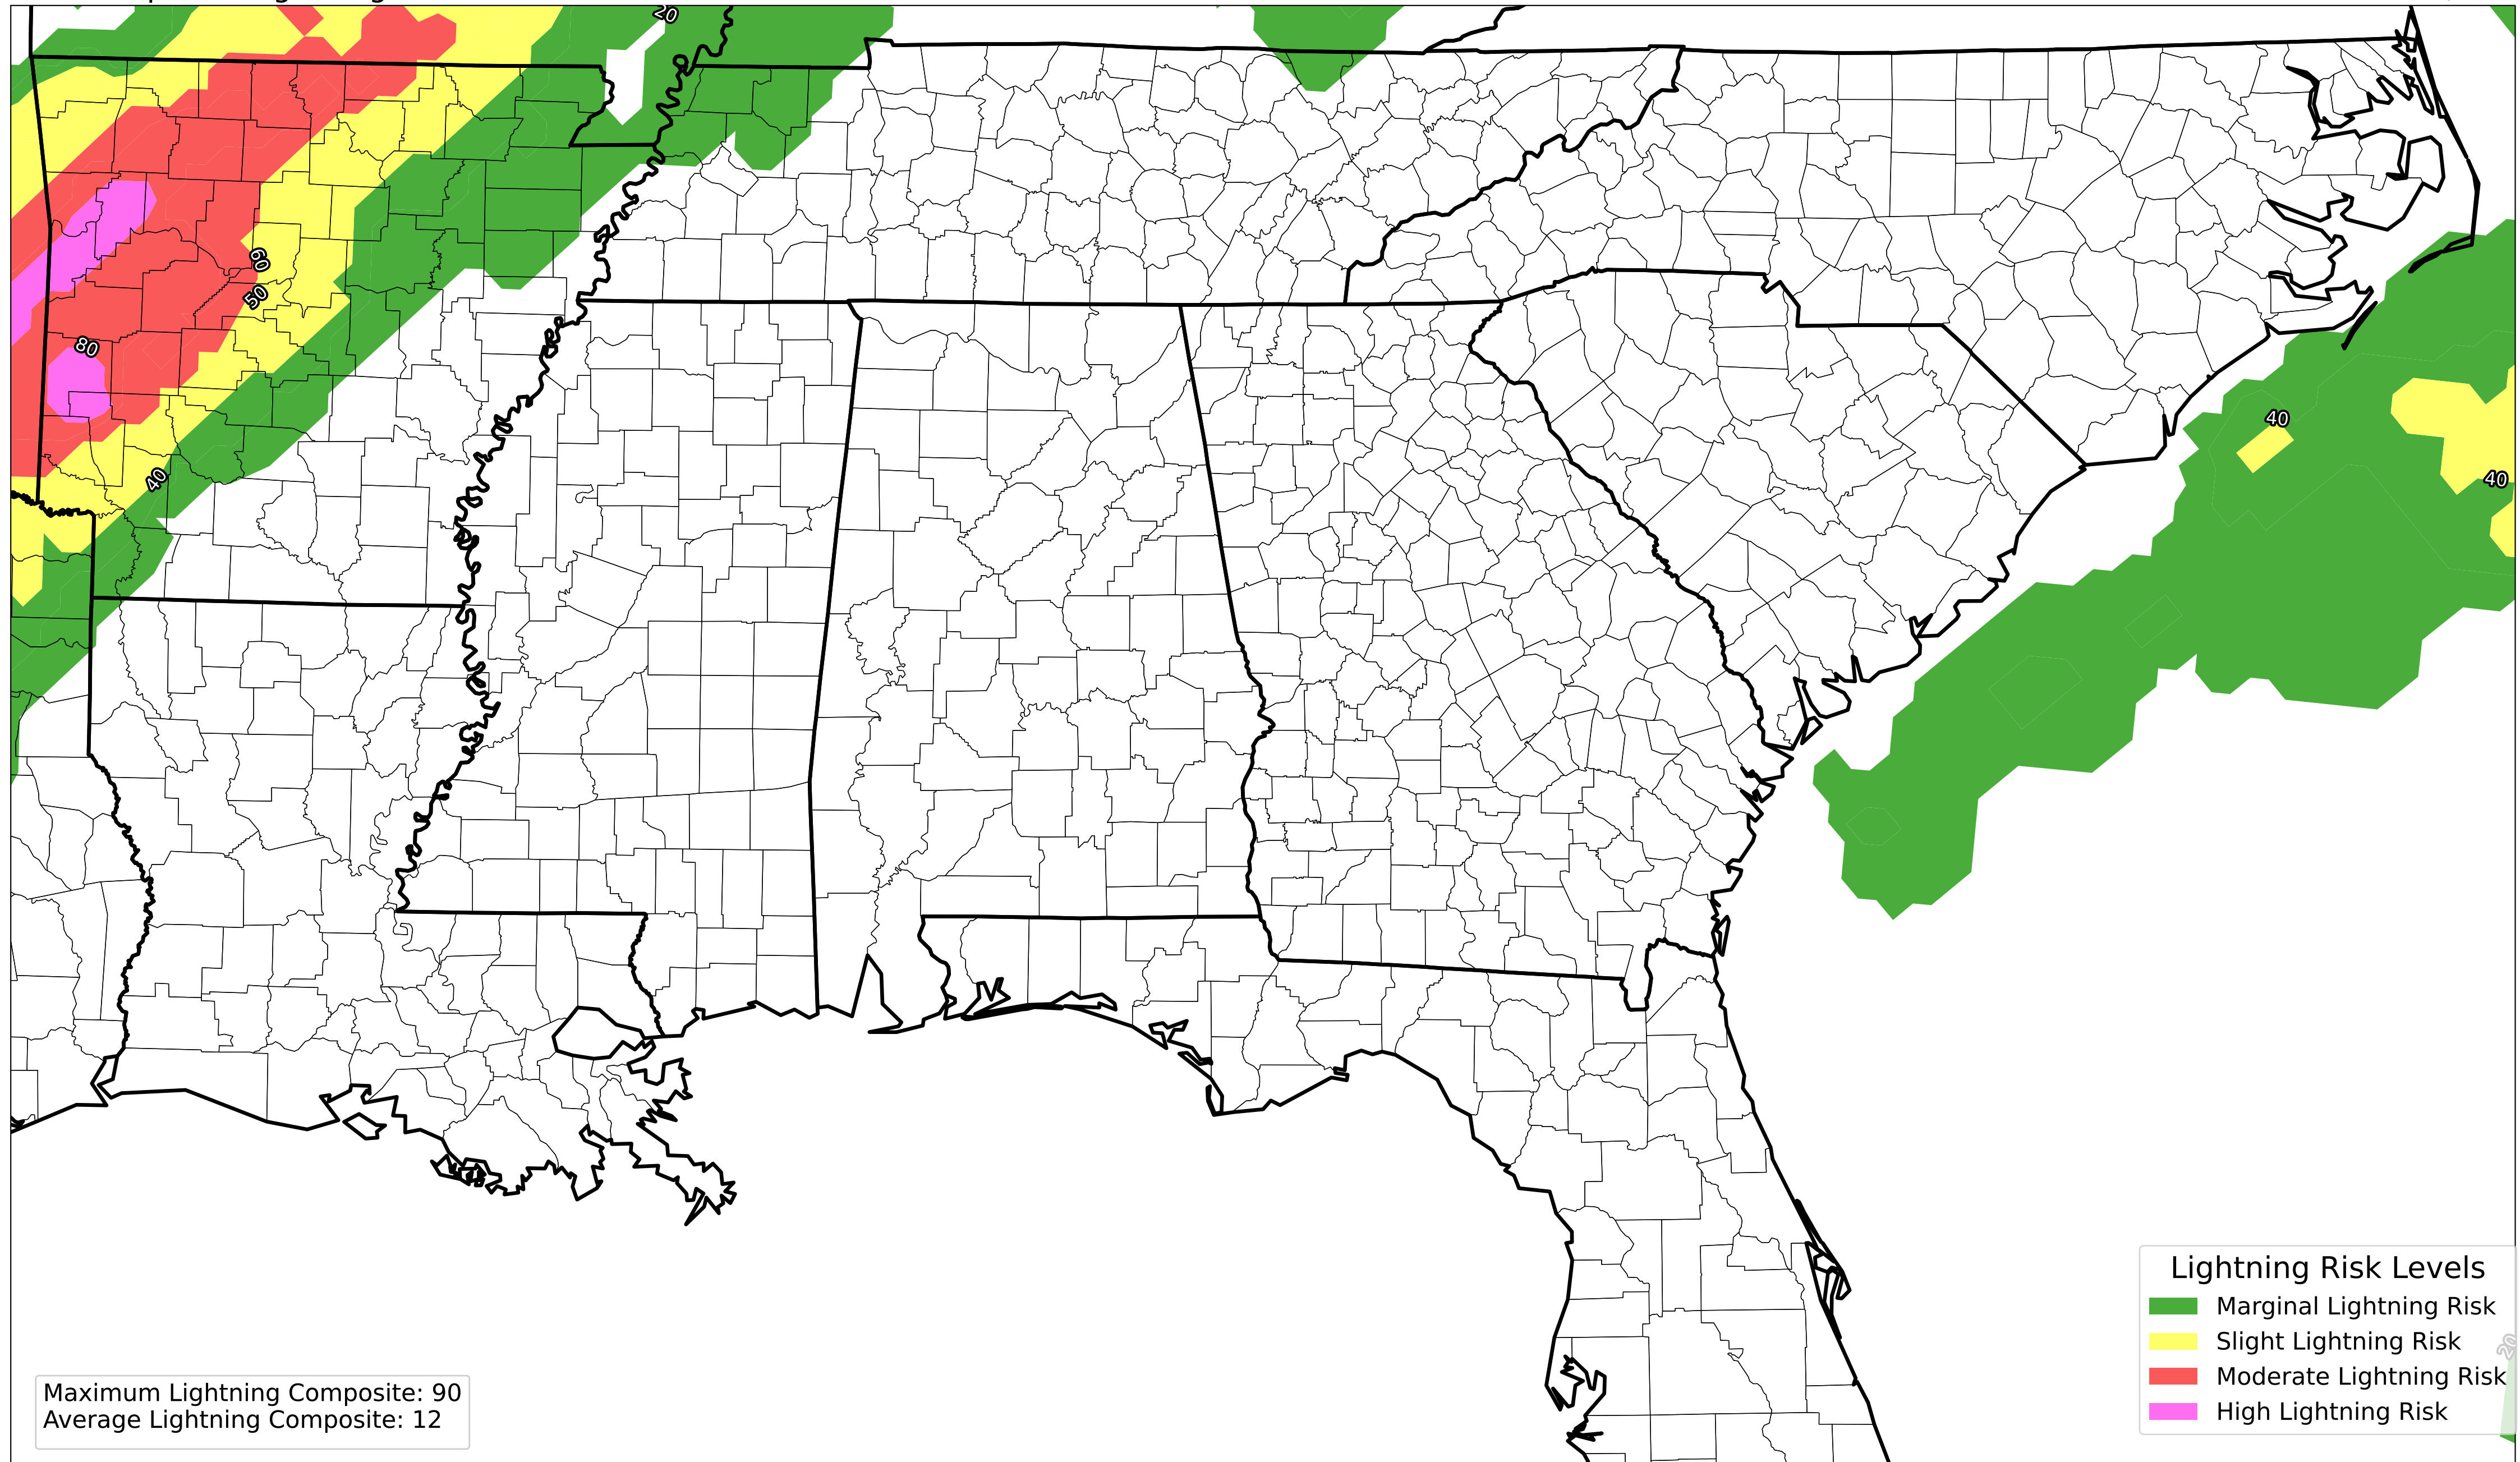 20
60
50
80
40
40
40
Lightning Risk Levels
Marginal Lightning Risk
Slight Lightning Risk
Moderate Lightning Risk
High Lightning Risk
20
Maximum Lightning Composite: 90
Average Lightning Composite: 12